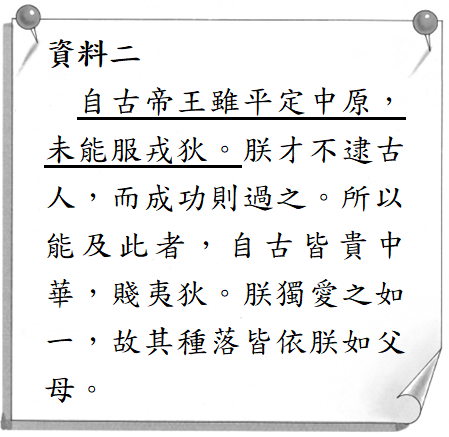 資料二
自古帝王雖平定中原，
未能服戎狄。朕才不逮古
人，而成功則過之。所以
能及此者，自古皆貴中
華，賤夷狄。朕獨愛之如
一，故其種落皆依朕如父
母。